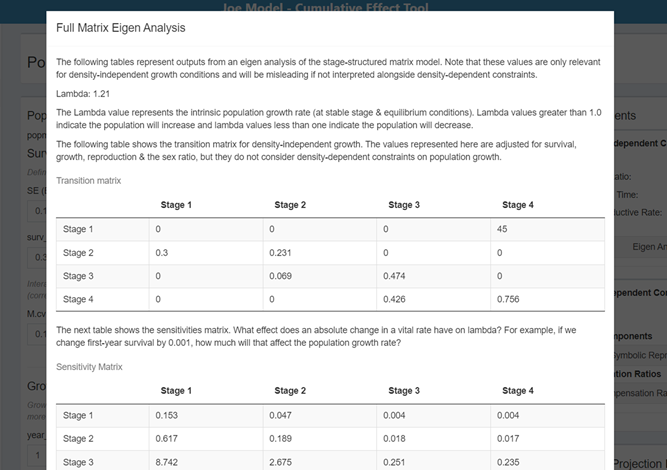 Joe Model - Cumulative Effect Tool
Full Matrix Eigen Analysis
The following tables represent outputs from an eigen analysis of the stage-structured matrix model. Note that these values are only relevant
for density-independent growth conditions and will be misleading if not interpreted alongside density-dependent constraints.
Lambda: 1.21
The Lambda value represents the intrinsic population growth rate (at stable stage & equilibrium conditions). Lambda values greater than 1.0
indicate the population will increase and lambda values less than one indicate the population will decrease.
The following table shows the transition matrix for density-independent growth. The values represented here are adjusted for survival,
growth, reproduction & the sex ratio, but they do not consider density-dependent constraints on population growth.
Transition matrix
Stage 1 Stage 2 Stage 3 Stage 4
Stage 1 0 0 0 45
Stage 2 0.3 0.231 0 0
Stage 3 0 0.069 0.474 0
Stage 4 0 0 0.426 0.756
The next table shows the sensitivities matrix. What effect does an absolute change in a vital rate have on lambda? For example, if we
change first-year survival by 0.001, how much will that affect the population growth rate?
Sensitivity Matrix
Stage 1 Stage 2 Stage 3 Stage 4
Stage 1 0.153 0.047 0.004 0.004
Stage 2 0.617 0.189 0.018 0.017
Stage 3 8.742 2.675 0.251 0.235
Po
Pop
popn
Sur
SE (
0.1
surv_
0.3
M.cv
0.1
Gro
year_
1
ents
dependent C
atio:
Time:
luctive Rate:
Eigen An
ependent Co
mponents
ymbolic Repr
tion Ratios
pensation Ra
Projection